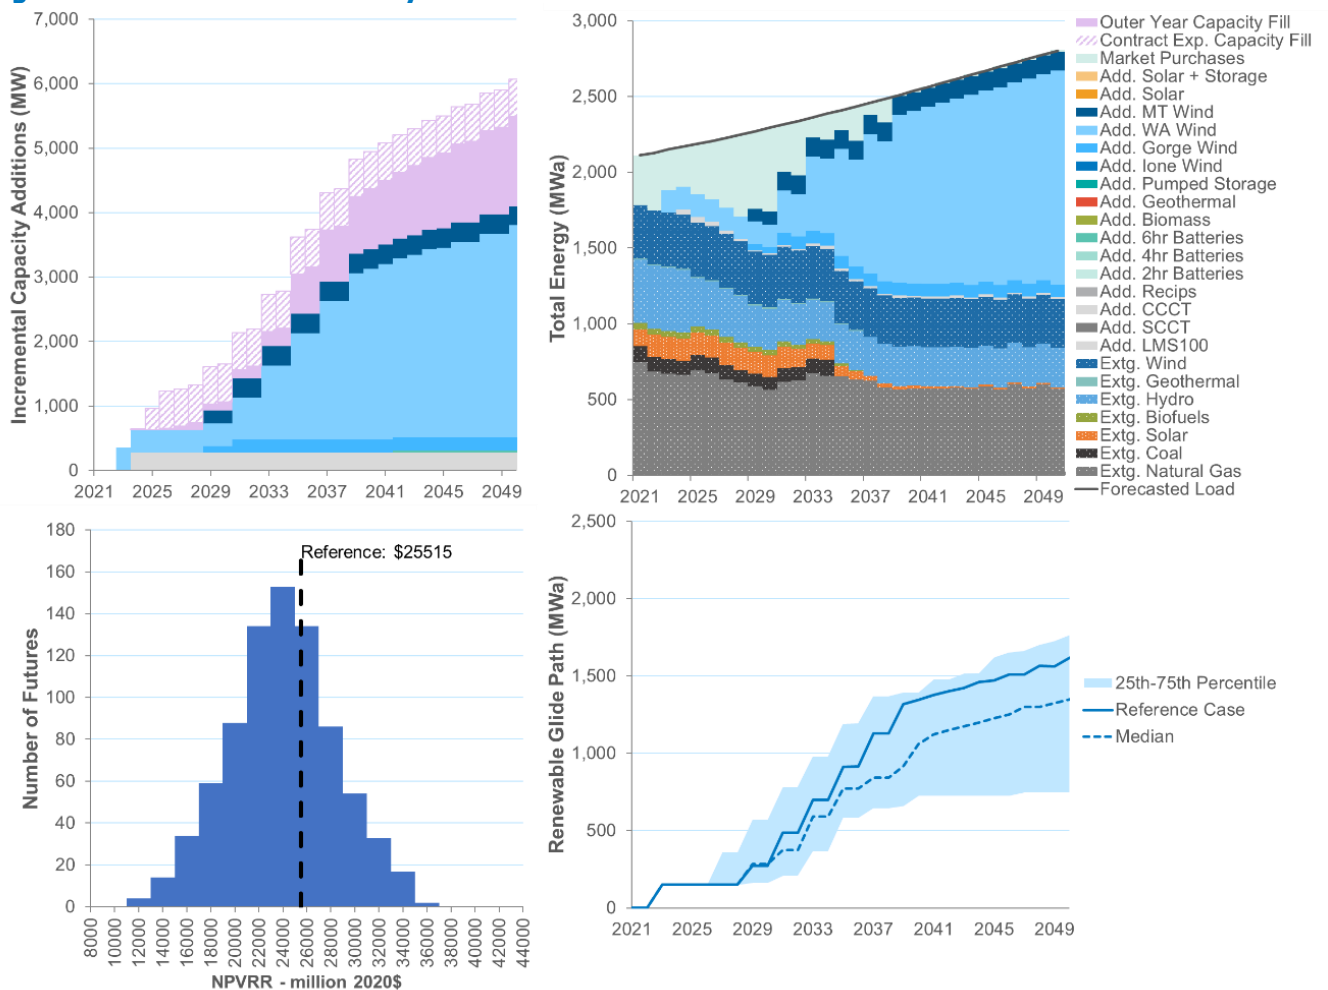 7,000
6,000
5,000
4,000
3,000
2,000
1,000
0
Incremental Capacity Additions (MW)
2021 2025 2029 2033 2037 2041 2045 2049
3,000
2,500
2,000
1,500
1,000
500
0
Total Energy (MWa)
2021 2025 2029 2033 2037 2041 2045 2049
Outer Year Capacity Fill
Contract Exp. Capacity Fill
Market Purchases
Add. Solar + Storage
Add. Solar
Add. MT Wind
Add. WA Wind
Add. Gorge Wind
Add. Ione Wind
Add. Pumped Storage
Add. Geothermal
Add. Biomass
Add. 6hr Batteries
Add. 4hr Batteries
Add. 2hr Batteries
Add. Recips
Add. CCCT
Add. SCCT
Add. LMS100
Extg. Wind
Extg. Geothermal
Extg. Hydro
Extg. Biofuels
Extg. Solar
Extg. Coal
Extg. Natural Gas
Forecasted Load
180
160
140
120
100
80
60
40
20
0
Number of Futures
Reference: $25515
8000 10000 12000 14000 16000 18000 20000 22000 24000 26000 28000 30000 32000 34000 36000 38000 40000 42000 44000
NPVRR - million 2020$
2,500
2,000
1,500
1,000
500
0
Renewable Glide Path (MWa)
2021 2025 2029 2033 2037 2041 2045 2049
25th-75th Percentile
Reference Case
Median